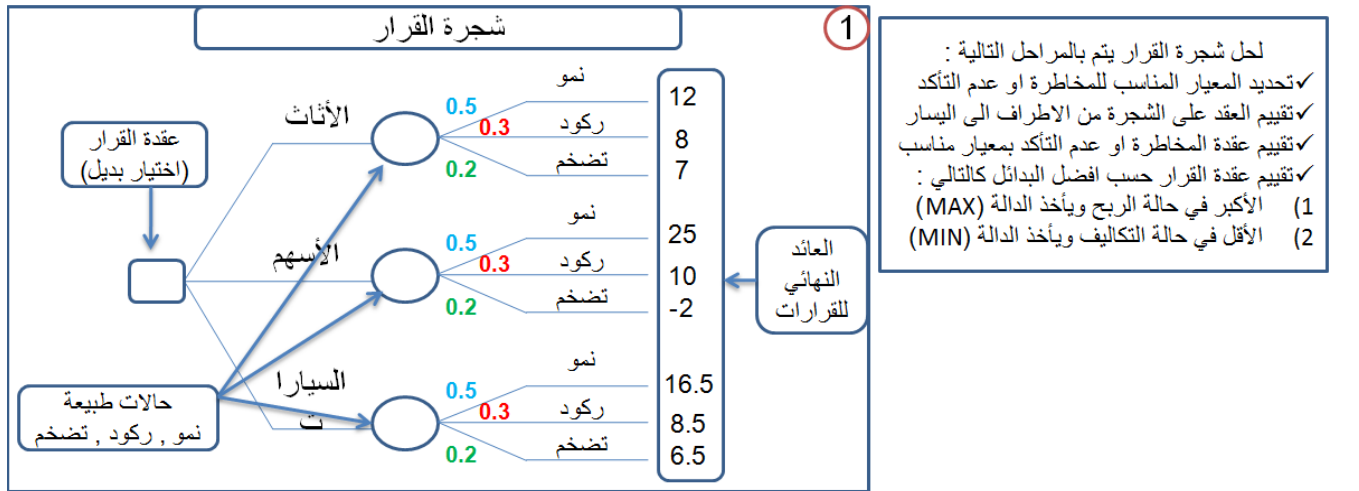 شجرة القرار
1
نمو
0.5
12
الأثاث
ركود
0.3
8
تضخم
0.2
7
عقدة القرار
(اختيار بديل)
نمو
0.5
25
الأسهم
ركود
0.3
10
تضخم
0.2
-2
العائد
النهائي
للقرارات
نمو
0.5
16.5
السيارا
ت
ركود
0.3
8.5
تضخم
0.2
6.5
حالات طبيعة
نمو , ركود , تضخم
لحل شجرة القرار يتم بالمراحل التالية :
✓تحديد المعيار المناسب للمخاطرة او عدم التأكد
✓تقييم العقد على الشجرة من الاطراف الى اليسار
✓تقييم عقدة المخاطرة او عدم التأكد بمعيار مناسب
✓تقييم عقدة القرار حسب افضل البدائل كالتالي :
1) الأكبر في حالة الربح ويأخذ الدالة (MAX)
2) الأقل في حالة التكاليف ويأخذ الدالة (MIN)